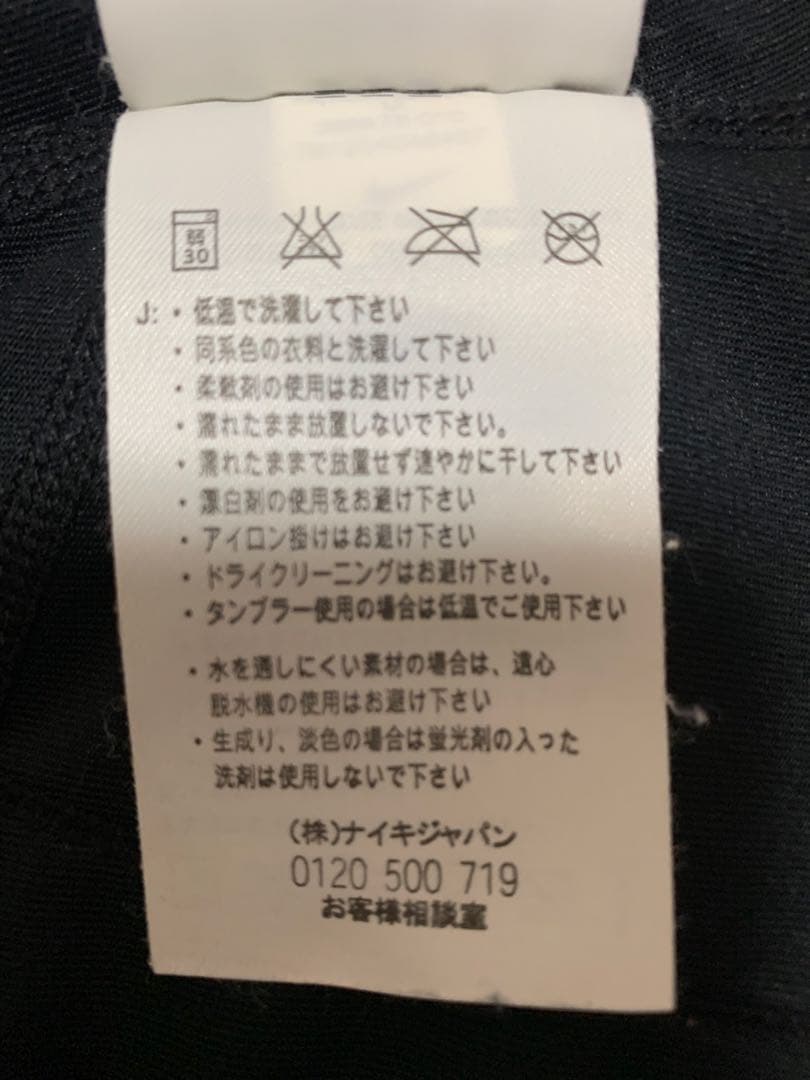 弱
30
J: ・低温で洗濯して下さい
・同系色の衣料と洗濯して下さい
・柔軟剤の使用はお避け下さい
・濡れたまま放置しないで下さい。
・濡れたままで放置せず速やかに干して下さい
・漂白剤の使用をお避け下さい
・アイロン掛けはお避け下さい
・ドライクリーニングはお避け下さい。
・タンブラー使用の場合は低温でご使用下さい
・水を通しにくい素材の場合は、遠心
脱水機の使用はお避け下さい
・生成り、淡色の場合は蛍光剤の入った
洗剤は使用しないで下さい
(株)ナイキジャパン
0120 500 719
お客様相談室